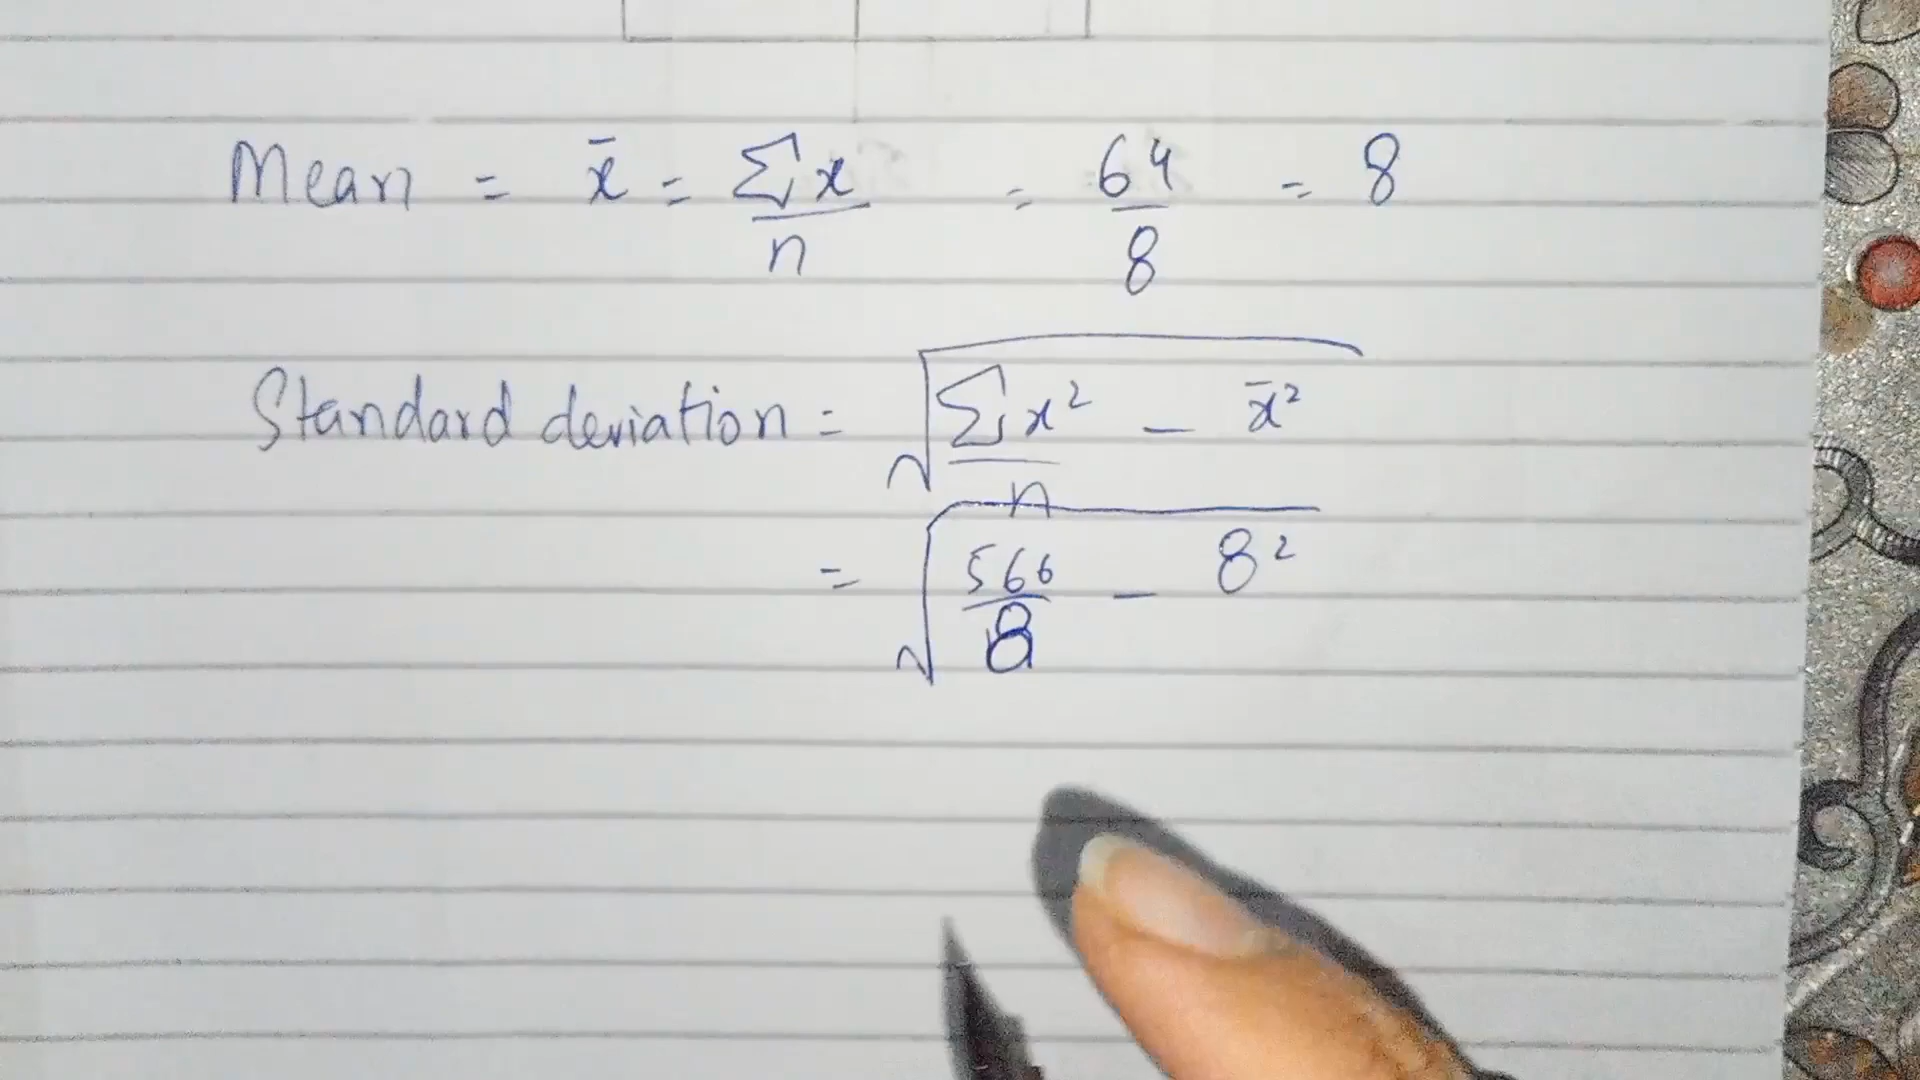 Mean = x̄ = Σx/n = 64/8 = 8
Standard deviation = √(Σx²/n − x̄²)
= √(566/8 − 8²)